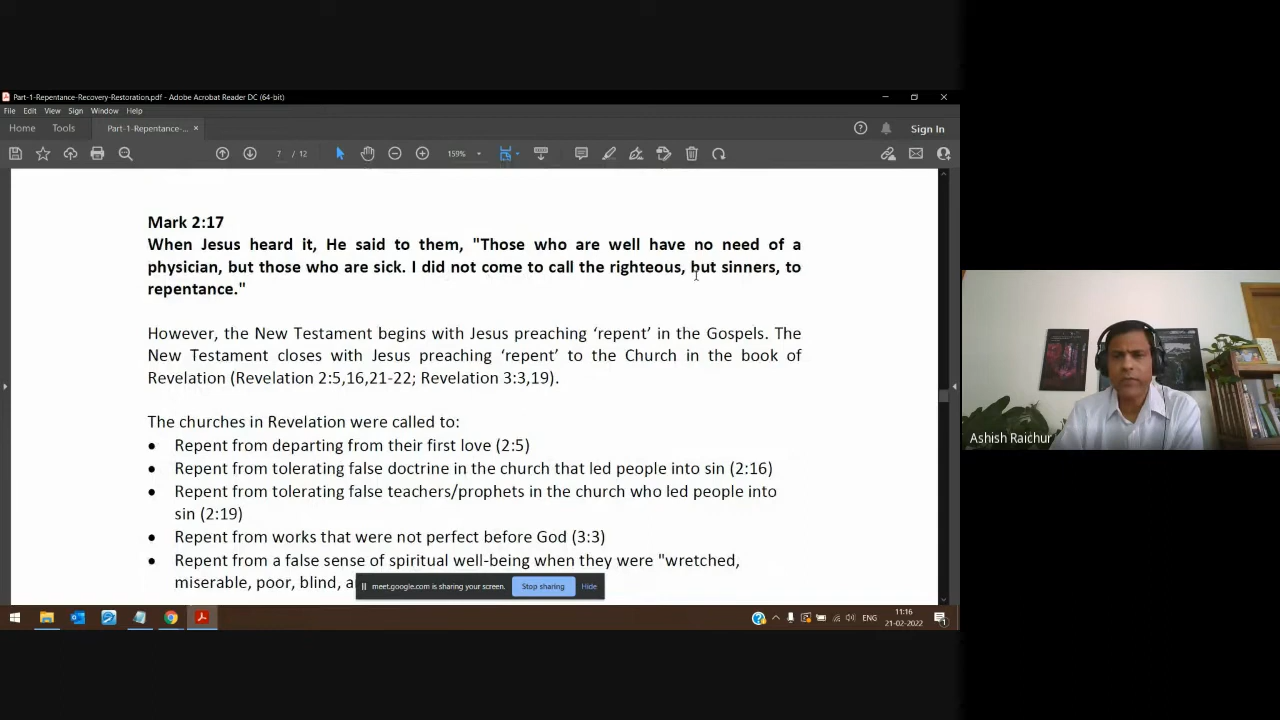 Part-1-Repentance-Recovery-Restoration.pdf - Adobe Acrobat Reader DC (64-bit)
File Edit View Sign Window Help
Home Tools Part-1-Repentance-... × Sign In
7 / 12 159%
Mark 2:17
When Jesus heard it, He said to them, "Those who are well have no need of a
physician, but those who are sick. I did not come to call the righteous, but sinners, to
repentance."
However, the New Testament begins with Jesus preaching ‘repent’ in the Gospels. The
New Testament closes with Jesus preaching ‘repent’ to the Church in the book of
Revelation (Revelation 2:5,16,21-22; Revelation 3:3,19).
The churches in Revelation were called to:
• Repent from departing from their first love (2:5)
• Repent from tolerating false doctrine in the church that led people into sin (2:16)
• Repent from tolerating false teachers/prophets in the church who led people into
sin (2:19)
• Repent from works that were not perfect before God (3:3)
• Repent from a false sense of spiritual well-being when they were "wretched,
miserable, poor, blind, a
meet.google.com is sharing your screen. Stop sharing Hide
Ashish Raichur
ENG 11:16
21-02-2022